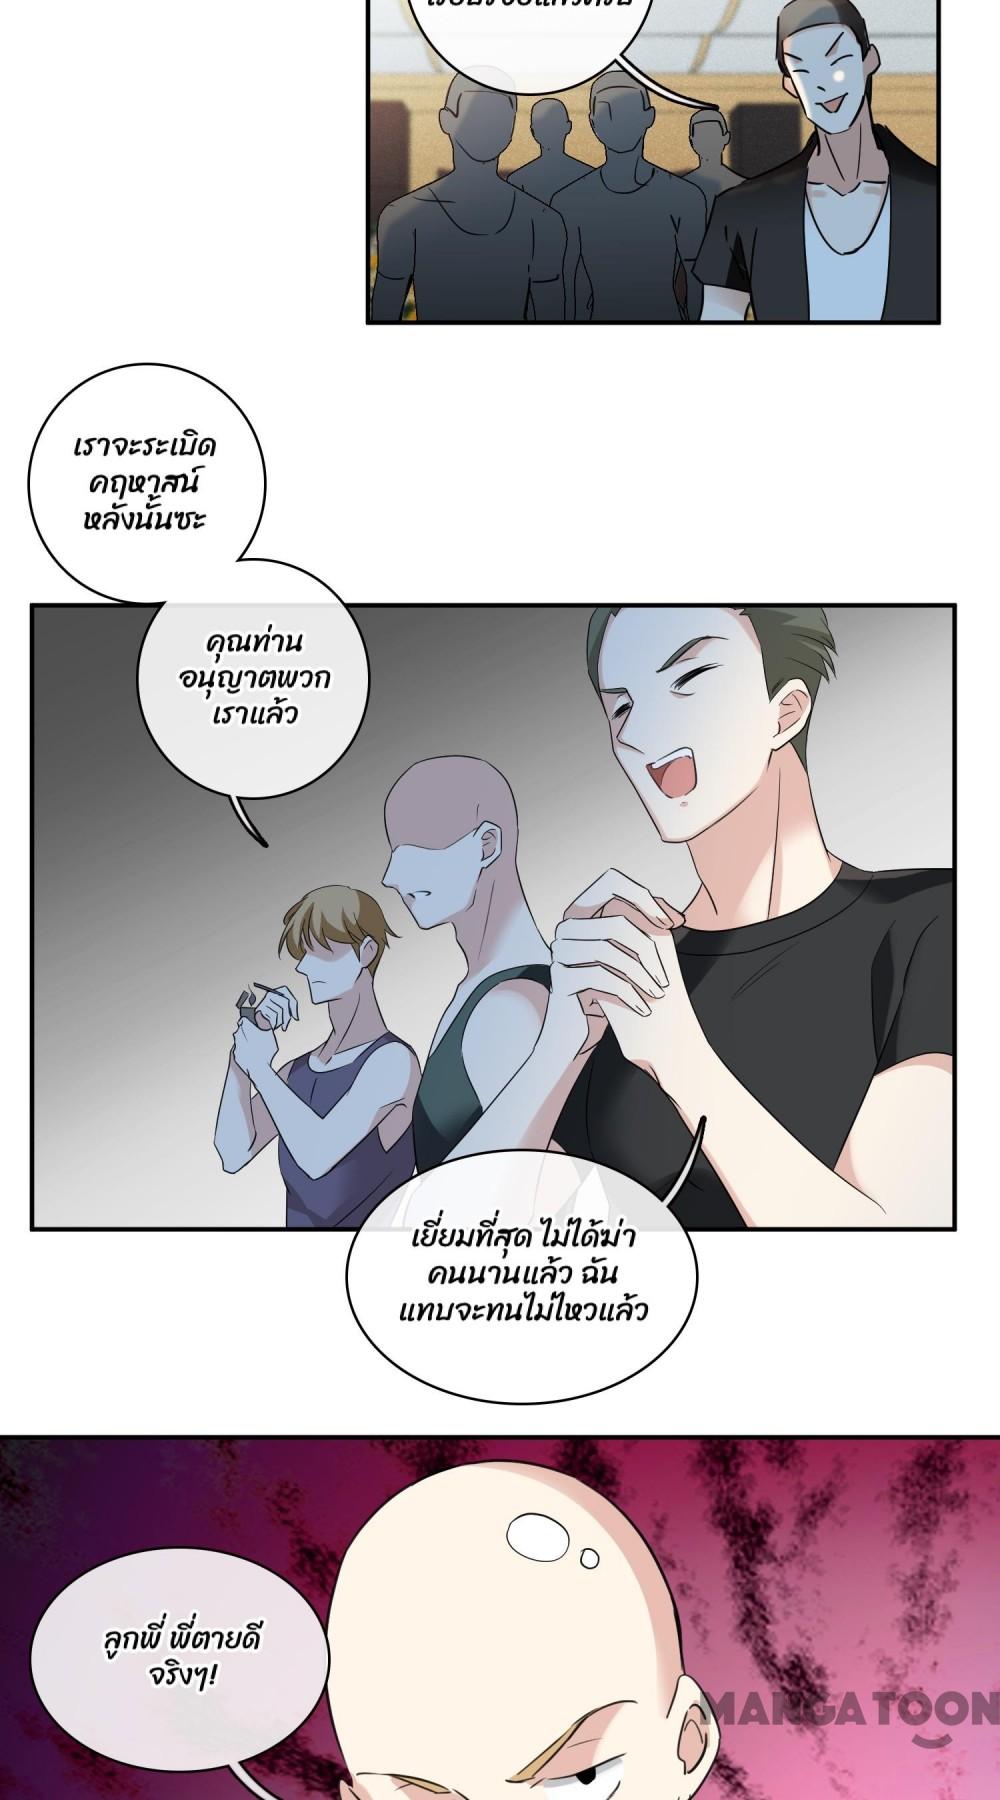 เราจะระเบิด
คฤหาสน์
หลังนั้นซะ
คุณท่าน
อนุญาตพวก
เราแล้ว
เยี่ยมที่สุด ไม่ได้ฆ่า
คนนานแล้ว ฉัน
แทบจะทนไม่ไหวแล้ว
ลูกพี่ พี่ตายดี
จริงๆ!
MANGATOON